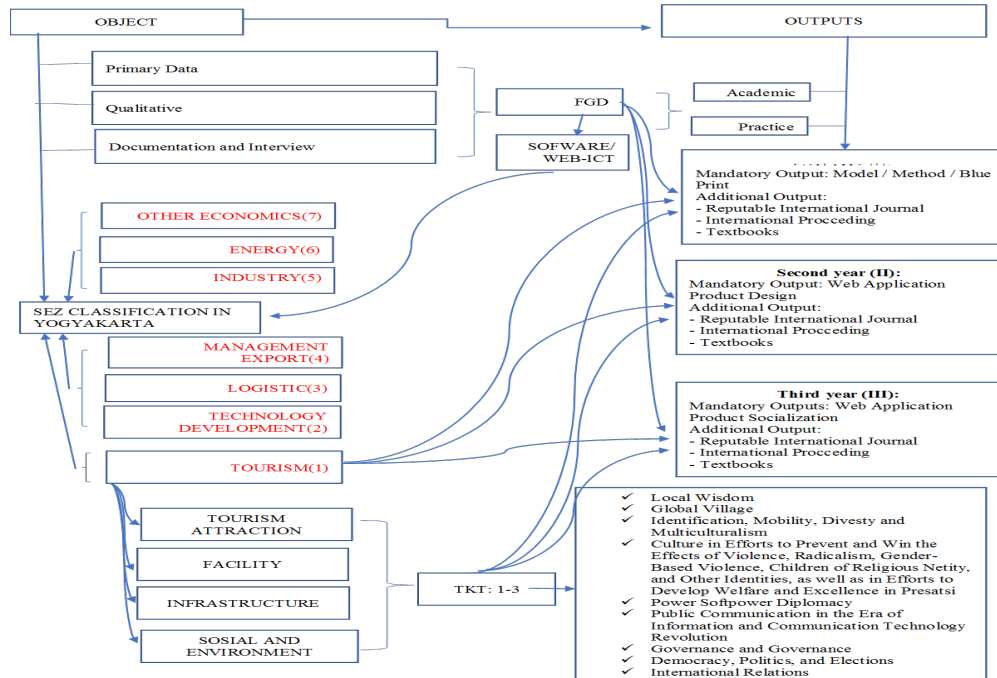 OBJECT
OUTPUTS
Primary Data
Qualitative
Documentation and Interview
FGD
SOFWARE/
WEB-ICT
Academic
Practice
Mandatory Output: Model / Method / Blue
Print
Additional Output:
- Reputable International Journal
- International Procceding
- Textbooks
OTHER ECONOMICS(7)
ENERGY(6)
INDUSTRY(5)
SEZ CLASSIFICATION IN
YOGYAKARTA
MANAGEMENT
EXPORT(4)
LOGISTIC(3)
TECHNOLOGY
DEVELOPMENT(2)
TOURISM(1)
Second year (II):
Mandatory Output: Web Application
Product Design
Additional Output:
- Reputable International Journal
- International Procceding
- Textbooks
Third year (III):
Mandatory Outputs: Web Application
Product Socialization
Additional Output:
- Reputable International Journal
- International Procceding
- Textbooks
TOURISM
ATTRACTION
FACILITY
INFRASTRUCTURE
SOSIAL AND
ENVIRONMENT
TKT: 1-3
✓ Local Wisdom
✓ Global Village
✓ Identification, Mobility, Divesty and
Multiculturalism
✓ Culture in Efforts to Prevent and Win the
Effects of Violence, Radicalism, Gender-
Based Violence, Children of Religious Netity,
and Other Identities, as well as in Efforts to
Develop Welfare and Excellence in Presatsi
✓ Power Softpower Diplomacy
✓ Public Communication in the Era of
Information and Communication Technology
Revolution
✓ Governance and Governance
✓ Democracy, Politics, and Elections
✓ International Relations